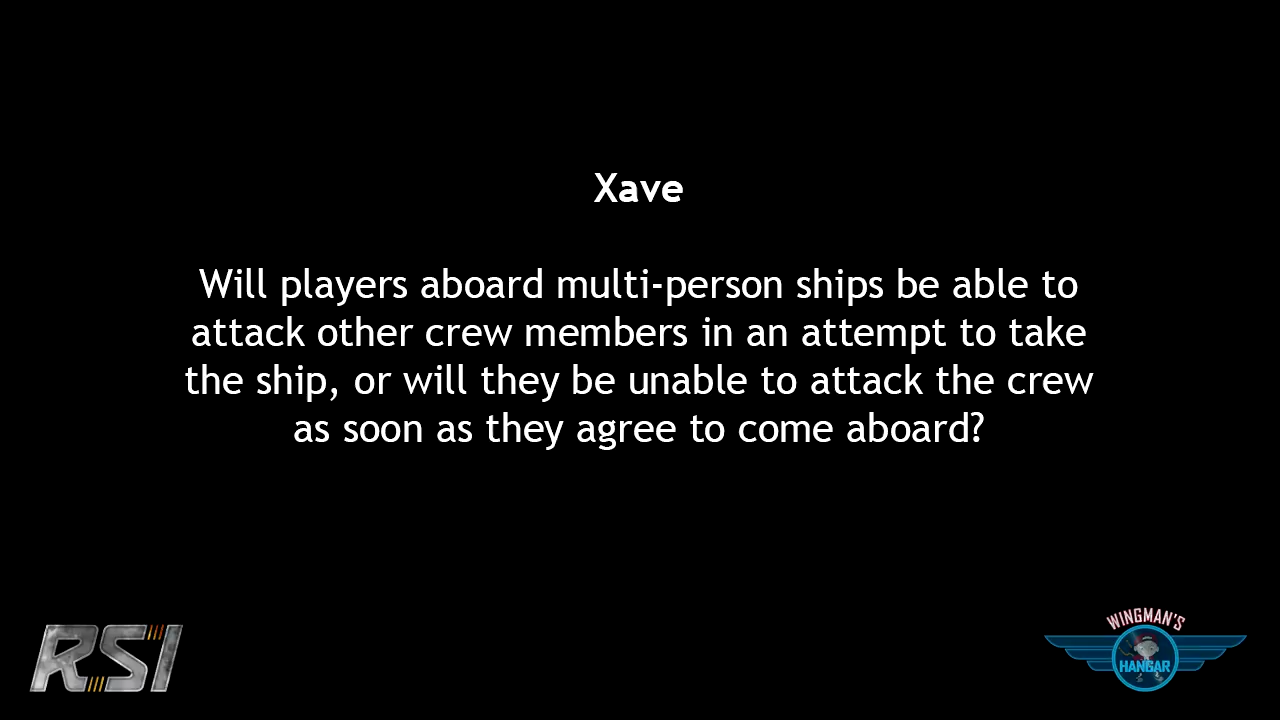 Xave
Will players aboard multi-person ships be able to
attack other crew members in an attempt to take
the ship, or will they be unable to attack the crew
as soon as they agree to come aboard?
RSI
WINGMAN'S
HANGAR